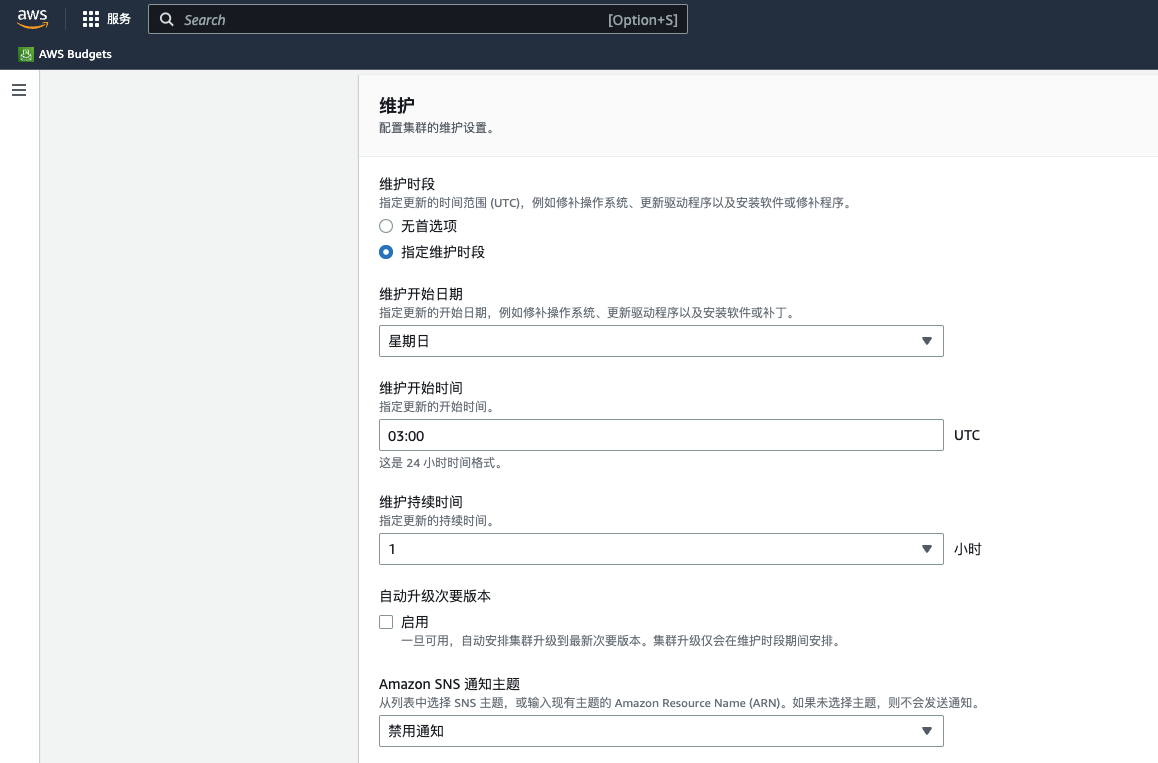 aws
服务
Search
[Option+S]
AWS Budgets
维护
配置集群的维护设置。
维护时段
指定更新的时间范围 (UTC)，例如修补操作系统、更新驱动程序以及安装软件或修补程序。
无首选项
指定维护时段
维护开始日期
指定更新的开始日期，例如修补操作系统、更新驱动程序以及安装软件或补丁。
星期日
维护开始时间
指定更新的开始时间。
03:00
UTC
这是 24 小时时间格式。
维护持续时间
指定更新的持续时间。
1
小时
自动升级次要版本
启用
一旦可用，自动安排集群升级到最新次要版本。集群升级仅会在维护时段期间安排。
Amazon SNS 通知主题
从列表中选择 SNS 主题，或输入现有主题的 Amazon Resource Name (ARN)。如果未选择主题，则不会发送通知。
禁用通知